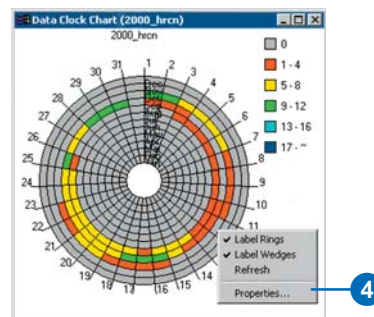 Data Clock Chart (2000_hrcn)
2000_hrcn
0
1 - 4
5 - 8
9 - 12
13 - 16
17 - ~
1
2
3
4
5
6
7
8
9
10
11
14
15
16
17
18
19
20
21
22
23
24
25
26
27
28
29
30
31
Label Rings
Label Wedges
Refresh
Properties...
4